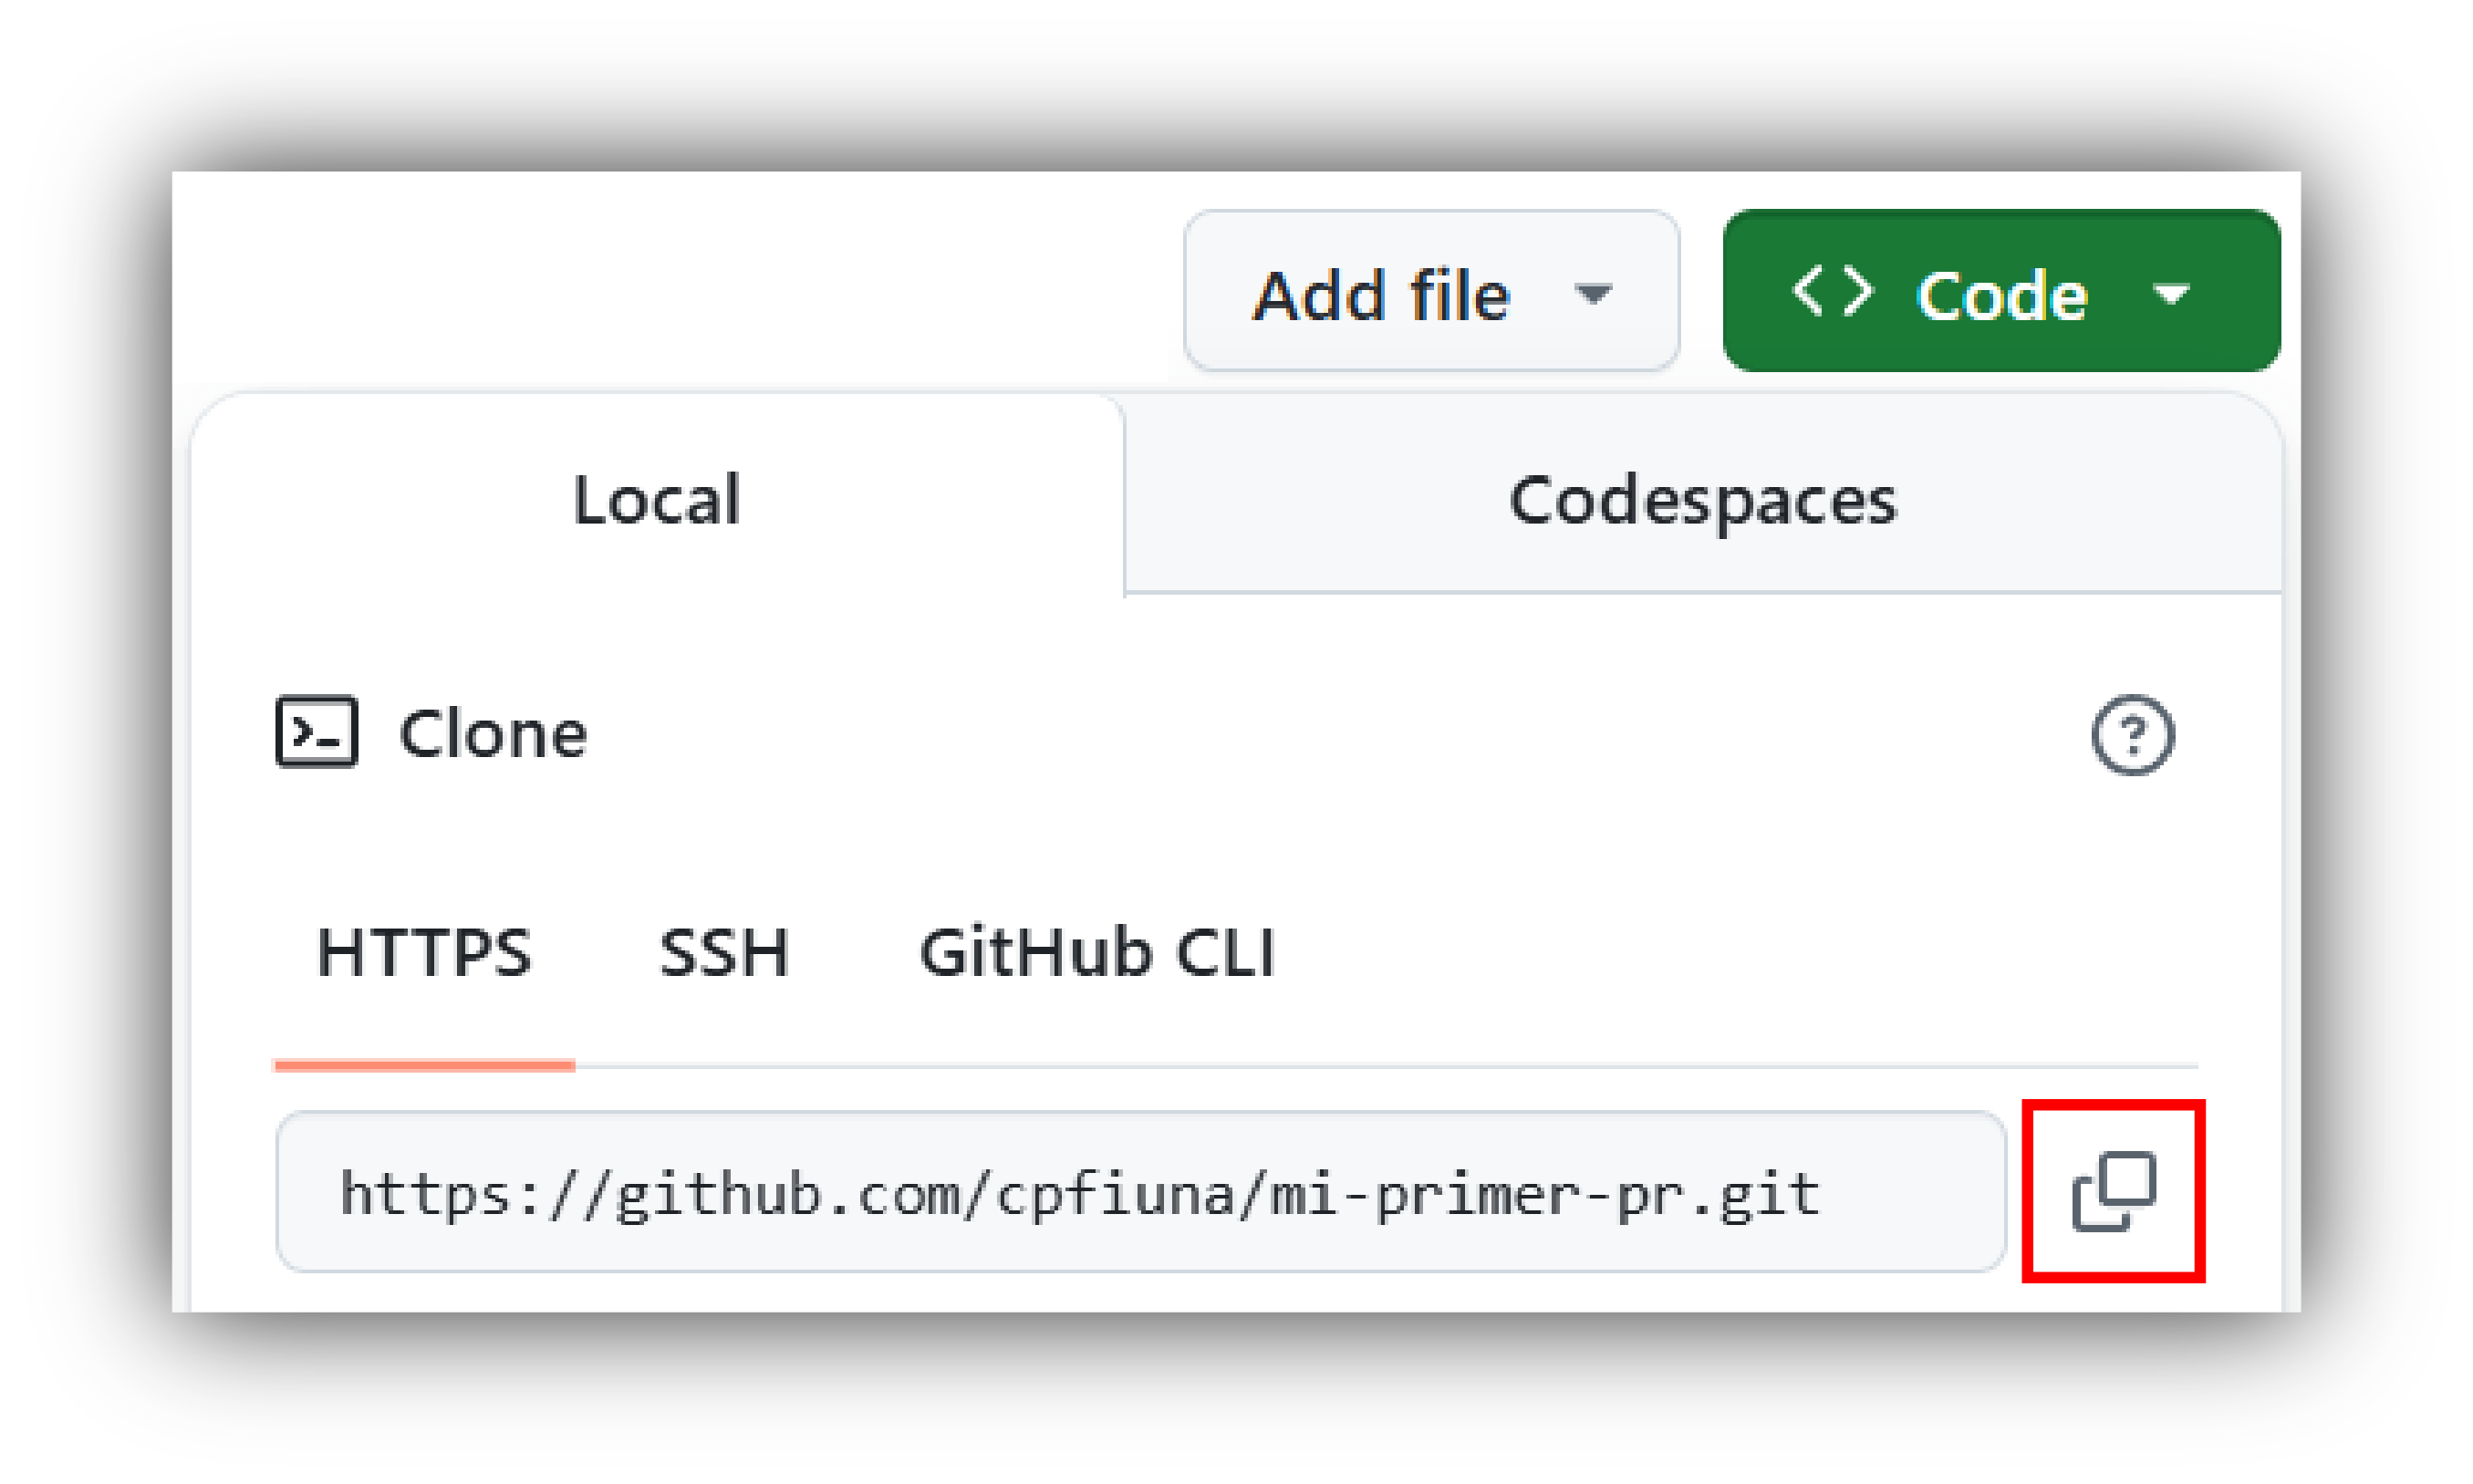 Add file Code
Local Codespaces
Clone
HTTPS SSH GitHub CLI
https://github.com/cpfiuna/mi-primer-pr.git